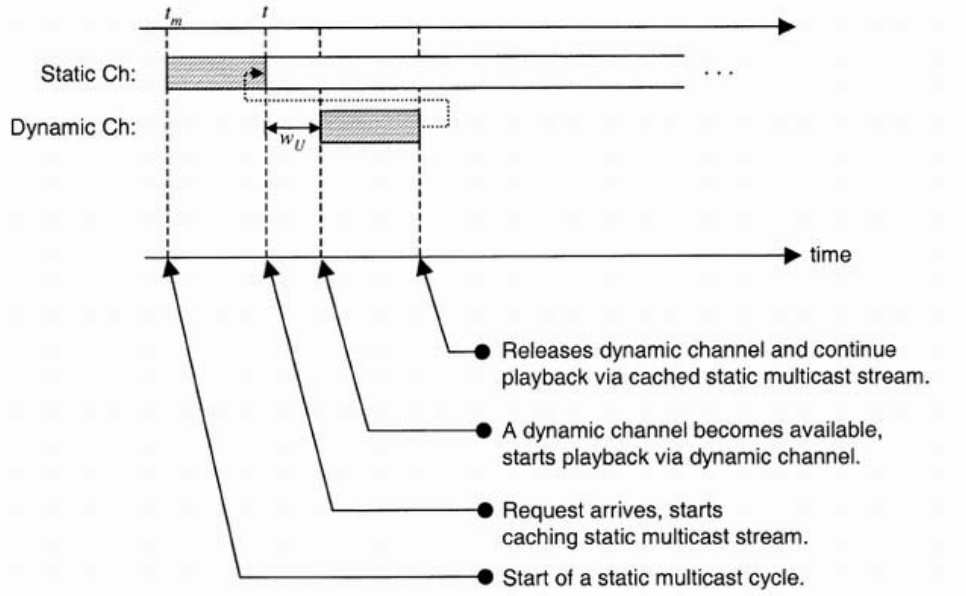 t_m t
Static Ch:
...
Dynamic Ch:
w_U
time
Releases dynamic channel and continue
playback via cached static multicast stream.
A dynamic channel becomes available,
starts playback via dynamic channel.
Request arrives, starts
caching static multicast stream.
Start of a static multicast cycle.